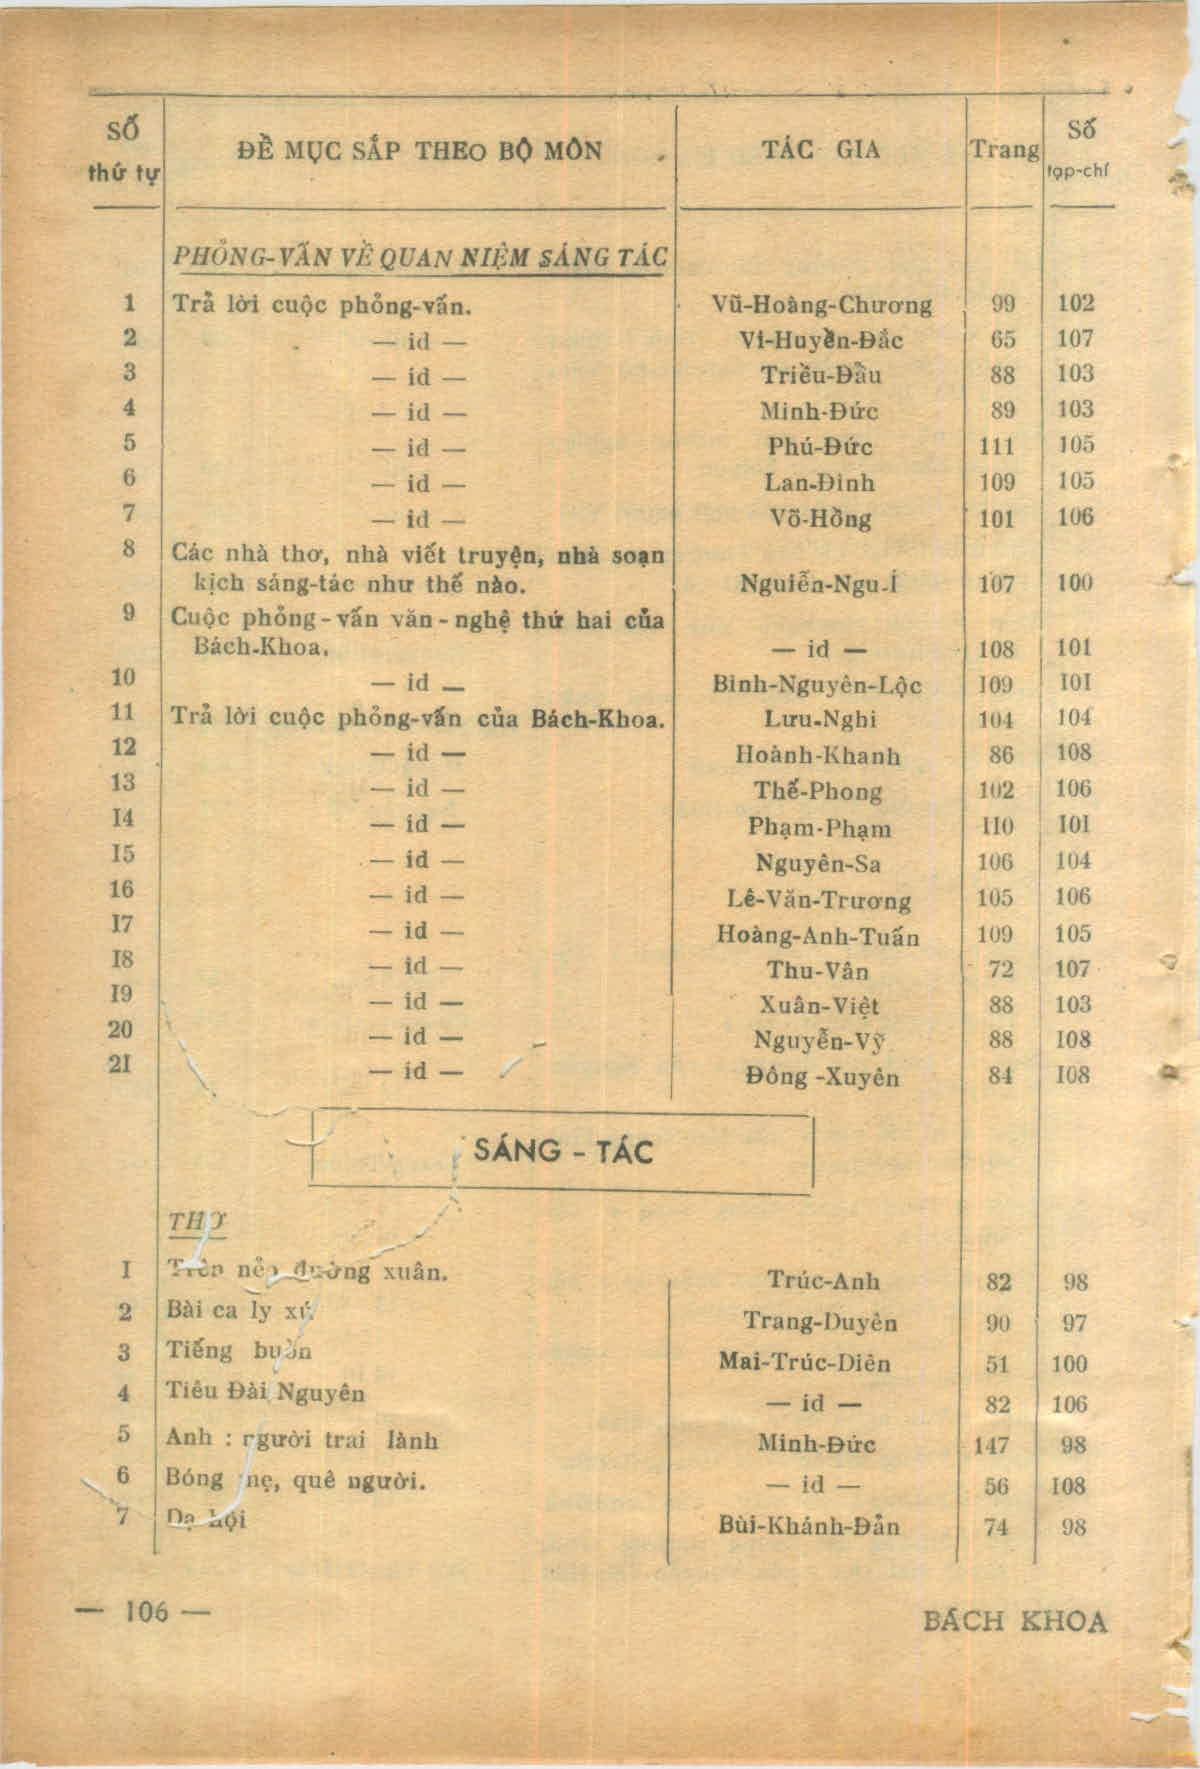 Số thứ tự | ĐỀ MỤC SẮP THEO BỘ MÔN | TÁC GIA | Trang | Số tạp-chí
PHỎNG-VẤN VỀ QUAN NIỆM SÁNG TÁC
1 Trả lời cuộc phỏng-vấn. Vũ-Hoàng-Chương 99 102
2 — id — Vi-Huyền-Đắc 65 107
3 — id — Triều-Đẩu 88 103
4 — id — Minh-Đức 89 103
5 — id — Phú-Đức 111 105
6 — id — Lan-Đình 109 105
7 — id — Võ-Hồng 101 106
8 Các nhà thơ, nhà viết truyện, nhà soạn
kịch sáng-tác như thế nào. Nguiễn-Ngu-Í 107 100
9 Cuộc phỏng-vấn văn-nghệ thứ hai của
Bách-Khoa. — id — 108 101
10 — id — Bình-Nguyên-Lộc 109 101
11 Trả lời cuộc phỏng-vấn của Bách-Khoa. Lưu-Nghi 104 104
12 — id — Hoành-Khanh 86 108
13 — id — Thế-Phong 102 106
14 — id — Phạm-Phạm 110 101
15 — id — Nguyên-Sa 106 104
16 — id — Lê-Văn-Trương 105 106
17 — id — Hoàng-Anh-Tuấn 109 105
18 — id — Thu-Vân 72 107
19 — id — Xuân-Việt 88 103
20 — id — Nguyễn-Vỹ 88 108
21 — id — Đông -Xuyên 84 108
SÁNG - TÁC
THƠ
1 Trên nẻo đường xuân. Trúc-Anh 82 98
2 Bài ca ly xứ Trang-Duyên 90 97
3 Tiếng buồn Mai-Trúc-Diên 51 100
4 Tiêu Đài Nguyên — id — 82 106
5 Anh : người trai lành Minh-Đức 147 98
6 Bóng mẹ, quê người. — id — 56 108
7 Dạ hội Bùi-Khánh-Đản 74 98
— 106 — BÁCH KHOA